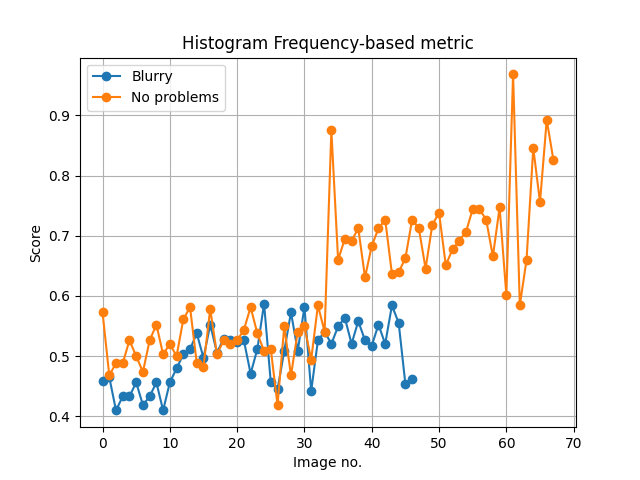 Histogram Frequency-based metric
Blurry
No problems
Score
0.9
0.8
0.7
0.6
0.5
0.4
0 10 20 30 40 50 60 70
Image no.